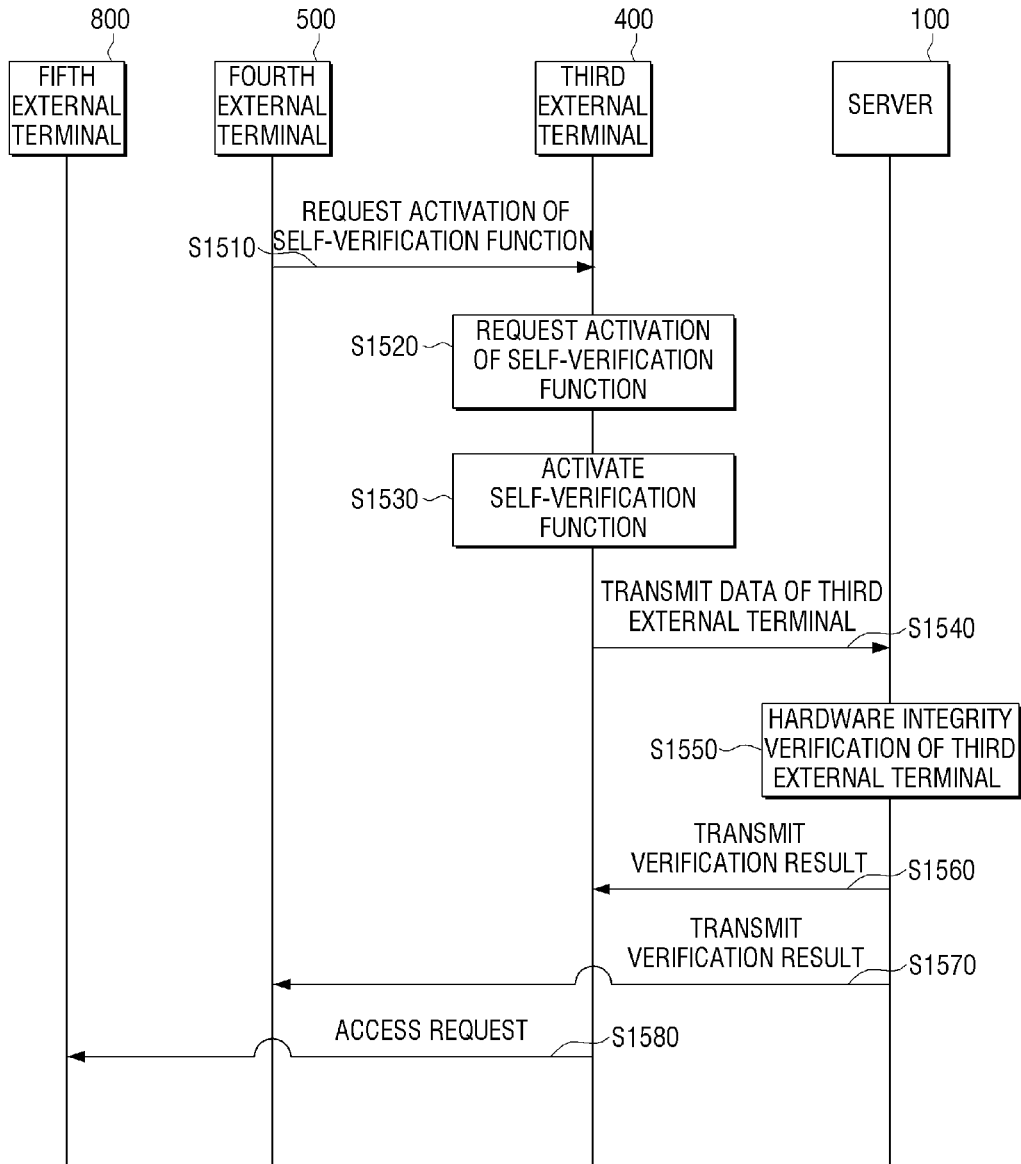 800
500
400
100
FIFTH
EXTERNAL
TERMINAL
FOURTH
EXTERNAL
TERMINAL
THIRD
EXTERNAL
TERMINAL
SERVER
REQUEST ACTIVATION OF
SELF-VERIFICATION FUNCTION
S1510
S1520
REQUEST ACTIVATION
OF SELF-VERIFICATION
FUNCTION
S1530
ACTIVATE
SELF-VERIFICATION
FUNCTION
TRANSMIT DATA OF THIRD
EXTERNAL TERMINAL
S1540
S1550
HARDWARE INTEGRITY
VERIFICATION OF THIRD
EXTERNAL TERMINAL
TRANSMIT
VERIFICATION RESULT
S1560
TRANSMIT
VERIFICATION RESULT
S1570
ACCESS REQUEST
S1580